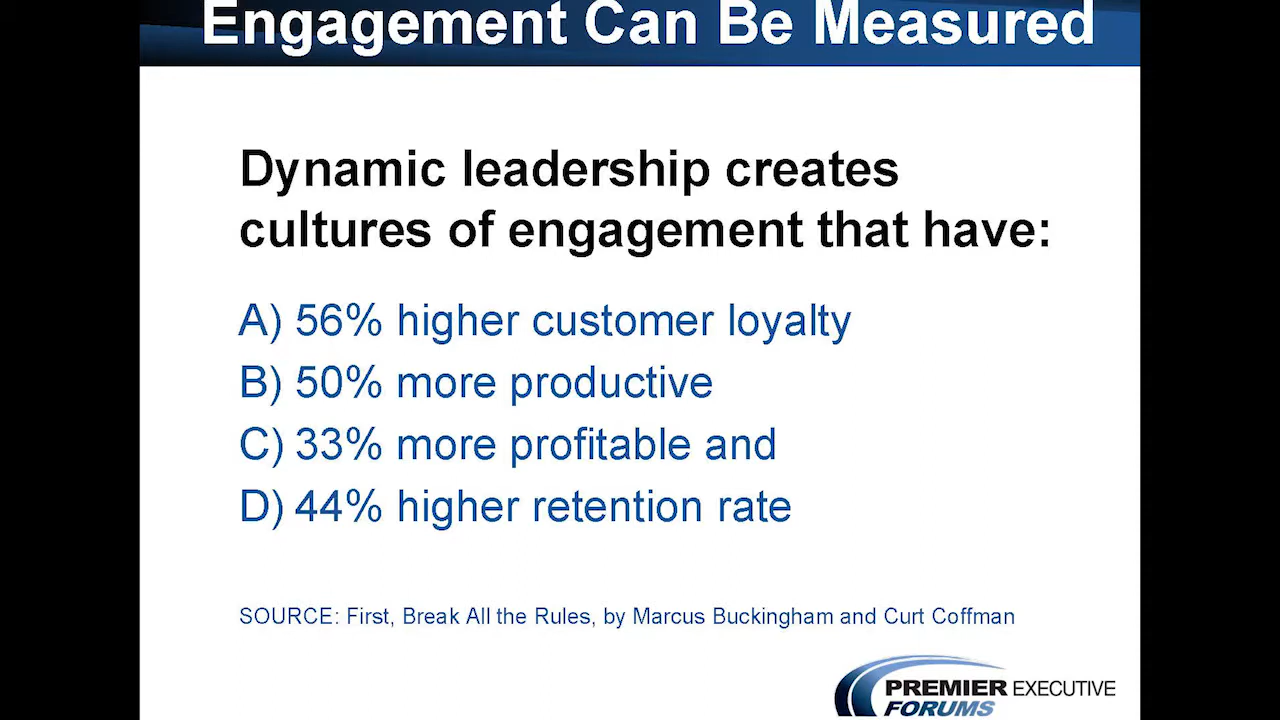 Engagement Can Be Measured
Dynamic leadership creates
cultures of engagement that have:
A) 56% higher customer loyalty
B) 50% more productive
C) 33% more profitable and
D) 44% higher retention rate
SOURCE: First, Break All the Rules, by Marcus Buckingham and Curt Coffman
PREMIER EXECUTIVE
FORUMS